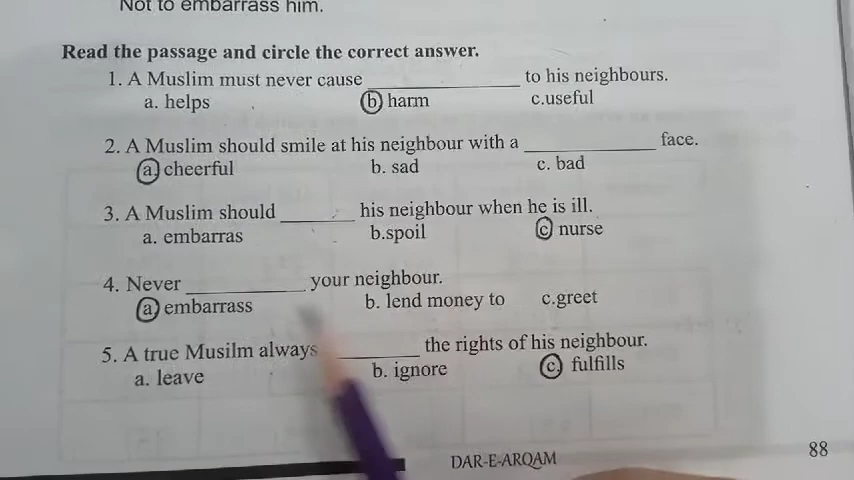 Not to embarrass him.
Read the passage and circle the correct answer.
1. A Muslim must never cause ________________ to his neighbours.
a. helps b harm c.useful
2. A Muslim should smile at his neighbour with a ______________ face.
a cheerful b. sad c. bad
3. A Muslim should ________ his neighbour when he is ill.
a. embarras b.spoil c nurse
4. Never _____________ your neighbour.
a embarrass b. lend money to c.greet
5. A true Musilm always _________ the rights of his neighbour.
a. leave b. ignore c. fulfills
DAR-E-ARQAM 88